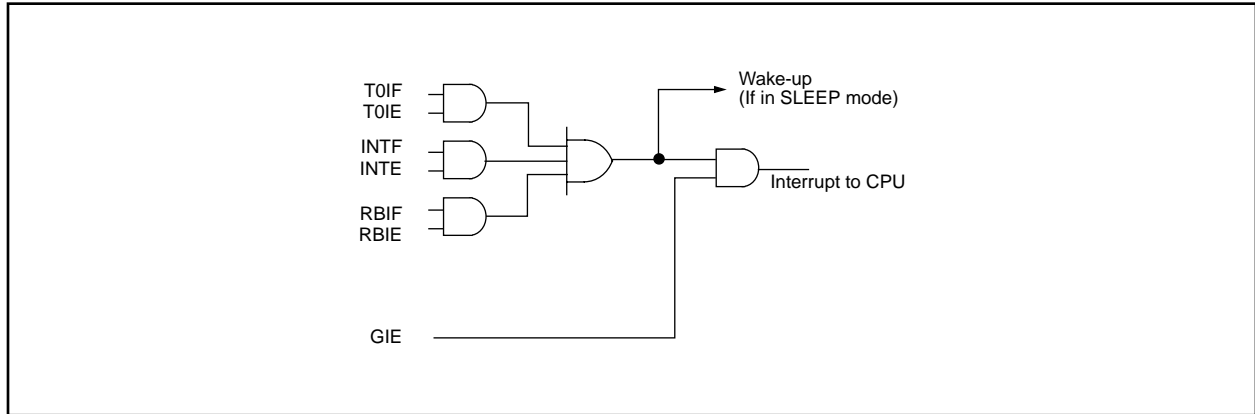 T0IF
T0IE
INTF
INTE
RBIF
RBIE
GIE
Wake-up
(If in SLEEP mode)
Interrupt to CPU